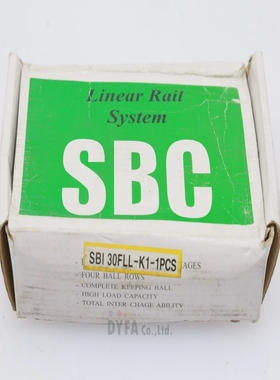 Linear Rail
System
SBC
SBI 30FLL-K1-1PCS
FOUR BALL ROWS
COMPLETE KEEPING BALL
HIGH LOAD CAPACITY
TOTAL INTER CHAGE ABILITY
DYFA Co.,Ltd.